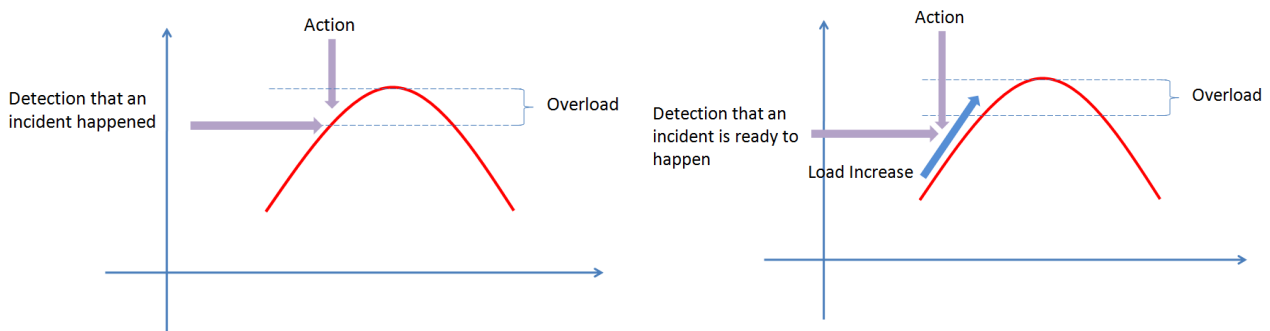 Action
Detection that an
incident happened
Overload
Action
Detection that an
incident is ready to
happen
Load Increase
Overload